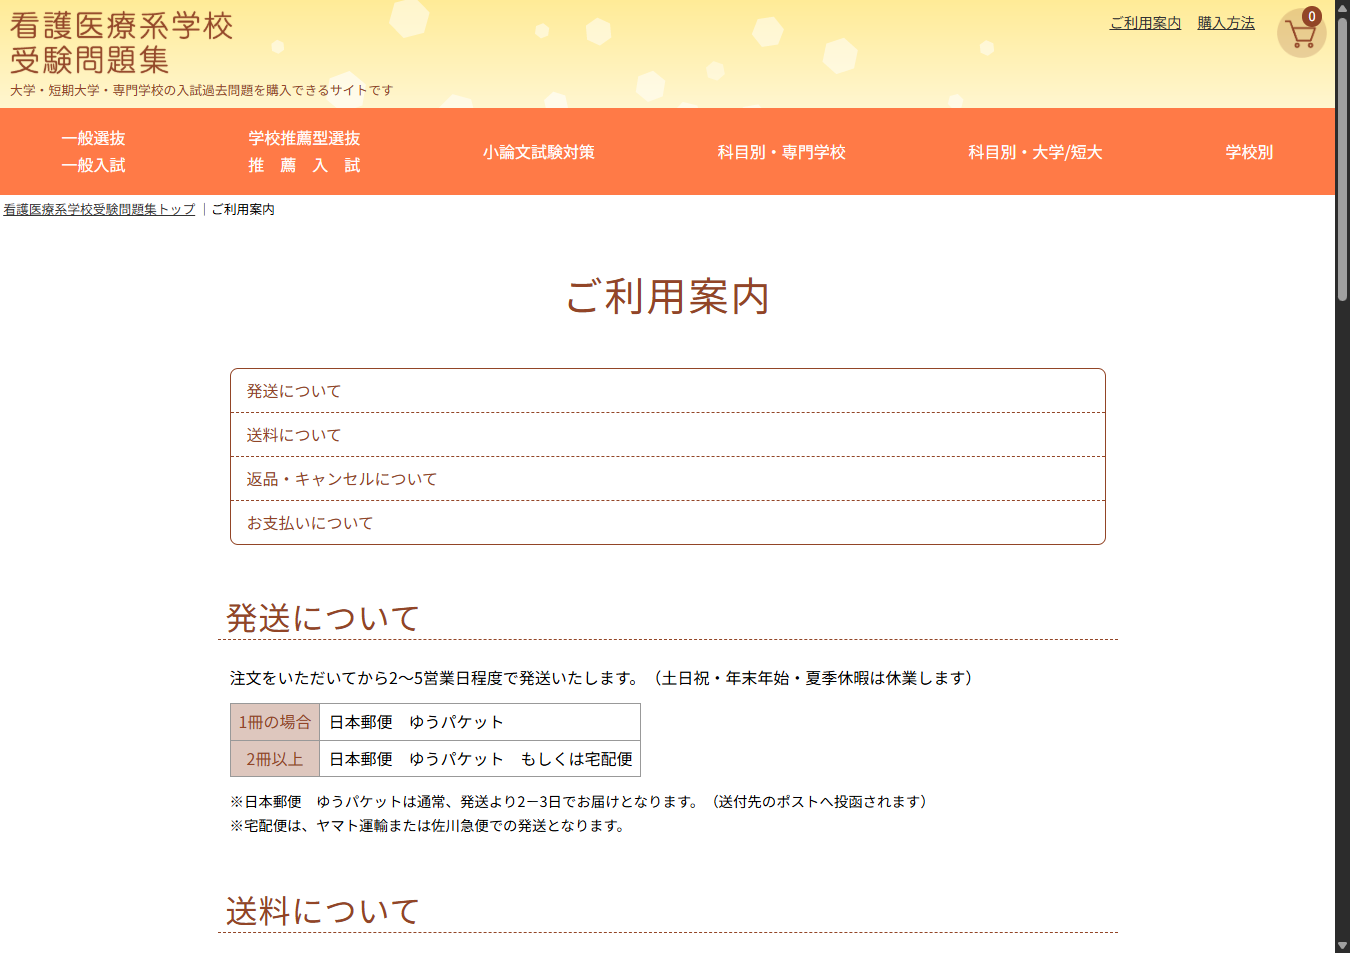 看護医療系学校
受験問題集
大学・短期大学・専門学校の入試過去問題を購入できるサイトです
ご利用案内 購入方法
0
一般選抜
一般入試
学校推薦型選抜
推　薦　入　試
小論文試験対策
科目別・専門学校
科目別・大学/短大
学校別
看護医療系学校受験問題集トップ ｜ご利用案内
ご利用案内
発送について
送料について
返品・キャンセルについて
お支払いについて
発送について
注文をいただいてから2～5営業日程度で発送いたします。（土日祝・年末年始・夏季休暇は休業します）
1冊の場合 日本郵便　ゆうパケット
2冊以上 日本郵便　ゆうパケット　もしくは宅配便
※日本郵便　ゆうパケットは通常、発送より2－3日でお届けとなります。（送付先のポストへ投函されます）
※宅配便は、ヤマト運輸または佐川急便での発送となります。
送料について